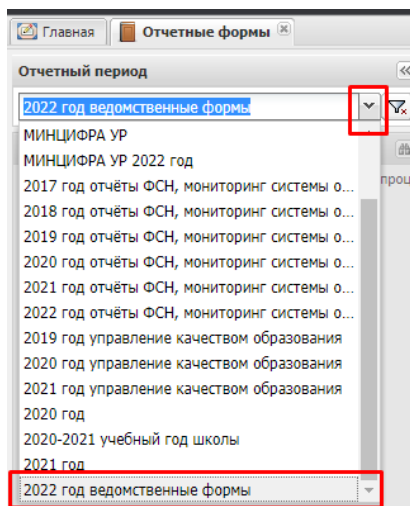 Главная
Отчетные формы
Отчетный период
2022 год ведомственные формы
МИНЦИФРА УР
МИНЦИФРА УР 2022 год
2017 год отчёты ФСН, мониторинг системы о...
2018 год отчёты ФСН, мониторинг системы о...
2019 год отчёты ФСН, мониторинг системы о...
2020 год отчёты ФСН, мониторинг системы о...
2021 год отчёты ФСН, мониторинг системы о...
2022 год отчёты ФСН, мониторинг системы о...
2019 год управление качеством образования
2020 год управление качеством образования
2021 год управление качеством образования
2020 год
2020-2021 учебный год школы
2021 год
2022 год ведомственные формы